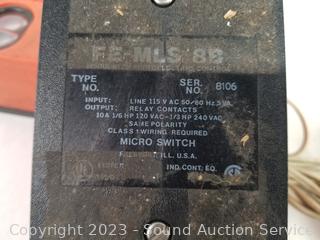 FE-MLS-8B
TYPE SER.
NO. NO. 8106
INPUT: LINE 115 V AC 50/60 Hz 5 VA
OUTPUT: RELAY CONTACTS
10A 1/6 HP 120 VAC - 1/3 HP 240 VAC
SAME POLARITY
CLASS 1 WIRING REQUIRED
MICRO SWITCH
FREEPORT, ILL. U.S.A.
LISTED IND. CONT. EQ.
Copyright 2023 - Sound Auction Service